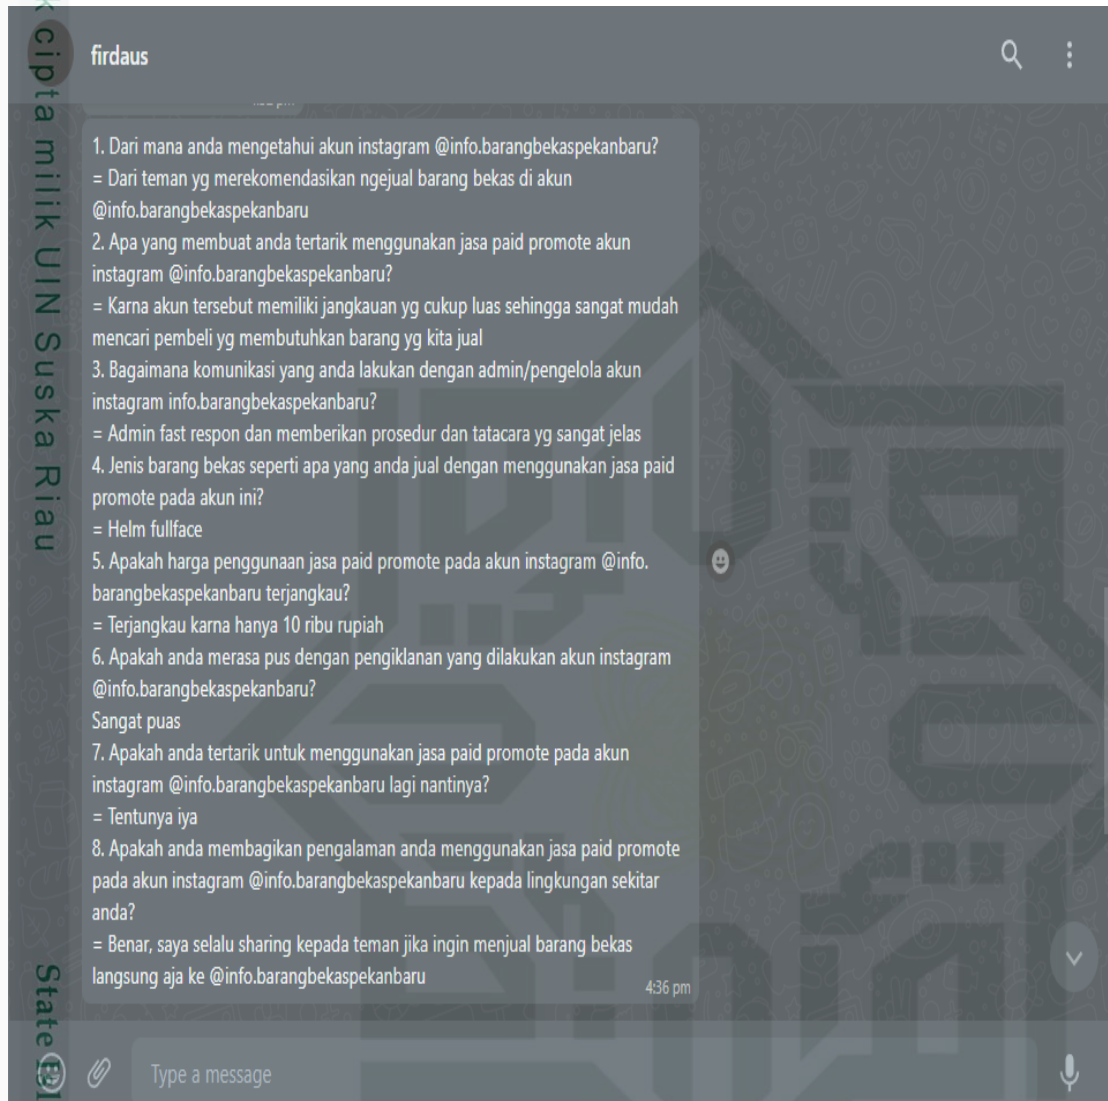 k cipta milik UIN Suska Riau
State
firdaus
1. Dari mana anda mengetahui akun instagram @info.barangbekaspekanbaru?
= Dari teman yg merekomendasikan ngejual barang bekas di akun
@info.barangbekaspekanbaru
2. Apa yang membuat anda tertarik menggunakan jasa paid promote akun
instagram @info.barangbekaspekanbaru?
= Karna akun tersebut memiliki jangkauan yg cukup luas sehingga sangat mudah
mencari pembeli yg membutuhkan barang yg kita jual
3. Bagaimana komunikasi yang anda lakukan dengan admin/pengelola akun
instagram info.barangbekaspekanbaru?
= Admin fast respon dan memberikan prosedur dan tatacara yg sangat jelas
4. Jenis barang bekas seperti apa yang anda jual dengan menggunakan jasa paid
promote pada akun ini?
= Helm fullface
5. Apakah harga penggunaan jasa paid promote pada akun instagram @info.
barangbekaspekanbaru terjangkau?
= Terjangkau karna hanya 10 ribu rupiah
6. Apakah anda merasa pus dengan pengiklanan yang dilakukan akun instagram
@info.barangbekaspekanbaru?
Sangat puas
7. Apakah anda tertarik untuk menggunakan jasa paid promote pada akun
instagram @info.barangbekaspekanbaru lagi nantinya?
= Tentunya iya
8. Apakah anda membagikan pengalaman anda menggunakan jasa paid promote
pada akun instagram @info.barangbekaspekanbaru kepada lingkungan sekitar
anda?
= Benar, saya selalu sharing kepada teman jika ingin menjual barang bekas
langsung aja ke @info.barangbekaspekanbaru
4:36 pm
Type a message